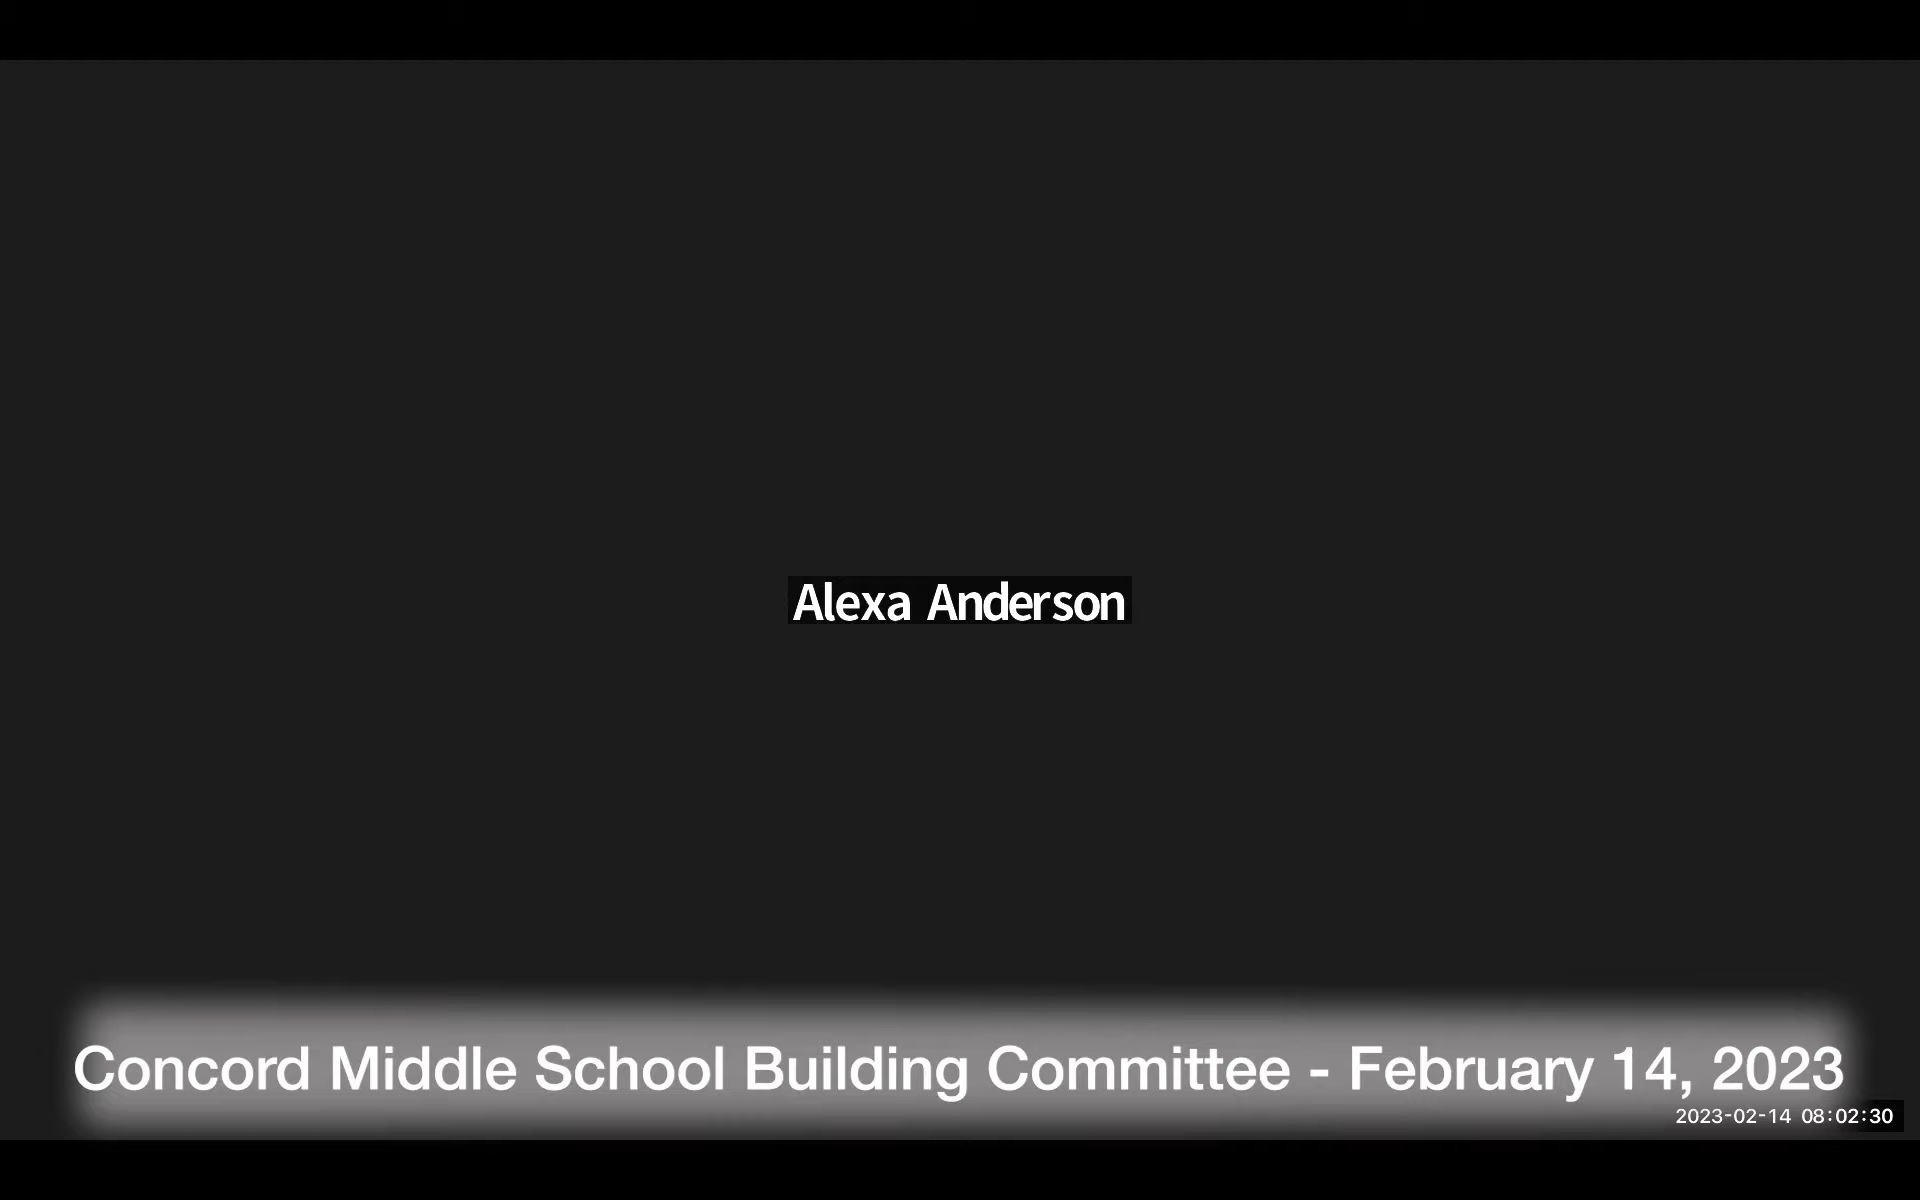 Alexa Anderson
Concord Middle School Building Committee - February 14, 2023
2023-02-14 08:02:30